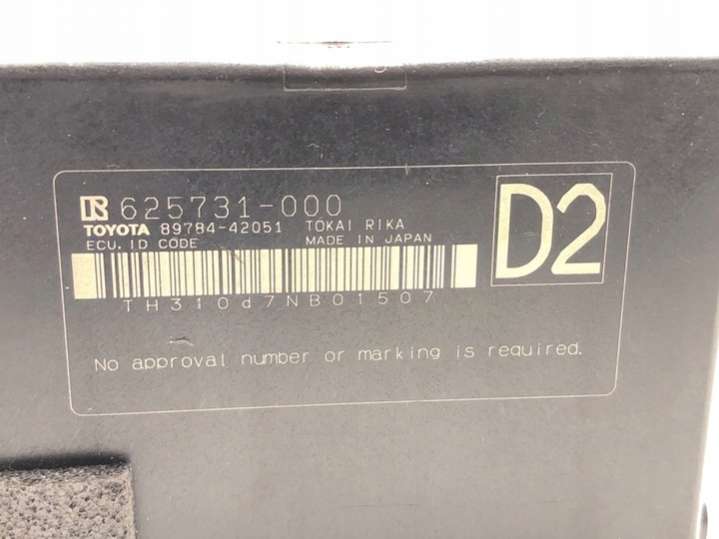 625731-000
TOYOTA 89784-42051 TOKAI RIKA
ECU. ID CODE MADE IN JAPAN
D2
TH310d7NB01507
No approval number or marking is required.